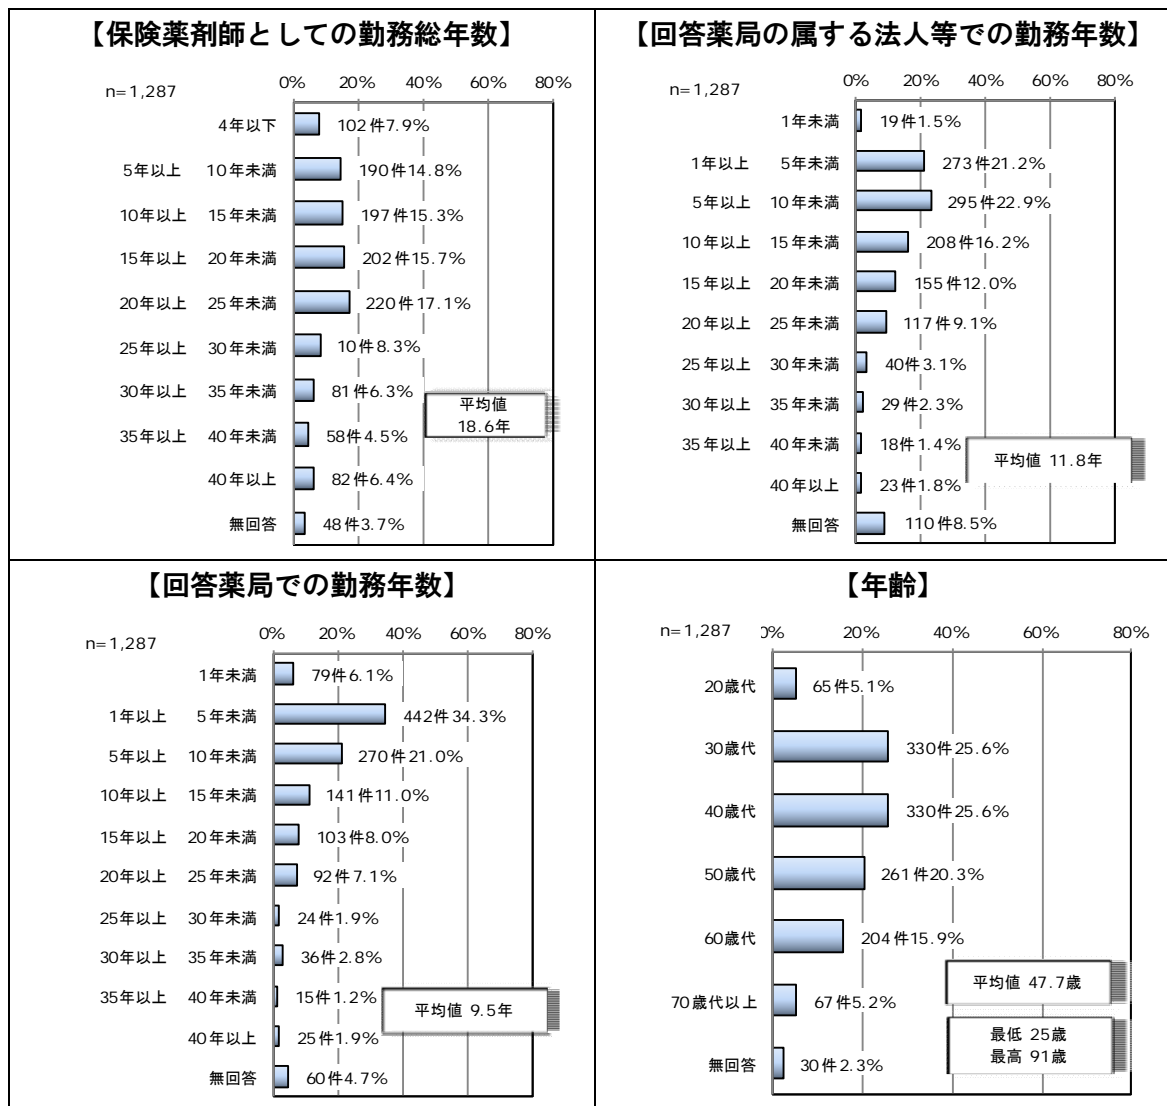 【保険薬剤師としての勤務総年数】
n=1,287
0% 20% 40% 60% 80%
4年以下 102件7.9%
5年以上 10年未満 190件14.8%
10年以上 15年未満 197件15.3%
15年以上 20年未満 202件15.7%
20年以上 25年未満 220件17.1%
25年以上 30年未満 10件8.3%
30年以上 35年未満 81件6.3%
35年以上 40年未満 58件4.5%
40年以上 82件6.4%
無回答 48件3.7%
平均値
18.6年
【回答薬局の属する法人等での勤務年数】
n=1,287
0% 20% 40% 60% 80%
1年未満 19件1.5%
1年以上 5年未満 273件21.2%
5年以上 10年未満 295件22.9%
10年以上 15年未満 208件16.2%
15年以上 20年未満 155件12.0%
20年以上 25年未満 117件9.1%
25年以上 30年未満 40件3.1%
30年以上 35年未満 29件2.3%
35年以上 40年未満 18件1.4%
40年以上 23件1.8%
無回答 110件8.5%
平均値 11.8年
【回答薬局での勤務年数】
n=1,287
0% 20% 40% 60% 80%
1年未満 79件6.1%
1年以上 5年未満 442件34.3%
5年以上 10年未満 270件21.0%
10年以上 15年未満 141件11.0%
15年以上 20年未満 103件8.0%
20年以上 25年未満 92件7.1%
25年以上 30年未満 24件1.9%
30年以上 35年未満 36件2.8%
35年以上 40年未満 15件1.2%
40年以上 25件1.9%
無回答 60件4.7%
平均値 9.5年
【年齢】
n=1,287
0% 20% 40% 60% 80%
20歳代 65件5.1%
30歳代 330件25.6%
40歳代 330件25.6%
50歳代 261件20.3%
60歳代 204件15.9%
70歳代以上 67件5.2%
無回答 30件2.3%
平均値 47.7歳
最低 25歳
最高 91歳